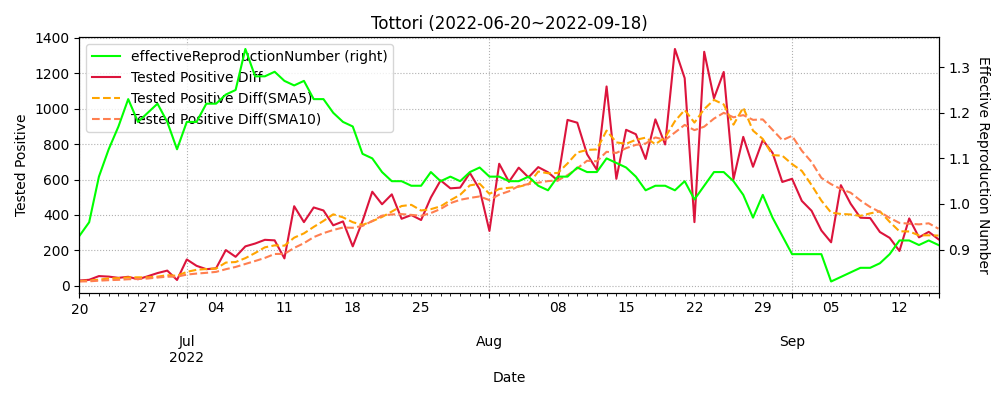 Tottori (2022-06-20~2022-09-18)
effectiveReproductionNumber (right)
Tested Positive Diff
Tested Positive Diff(SMA5)
Tested Positive Diff(SMA10)
Tested Positive
1400
1200
1000
800
600
400
200
0
Effective Reproduction Number
1.3
1.2
1.1
1.0
0.9
20 27 04 11 18 25 08 15 22 29 05 12
Jul Aug Sep
2022
Date